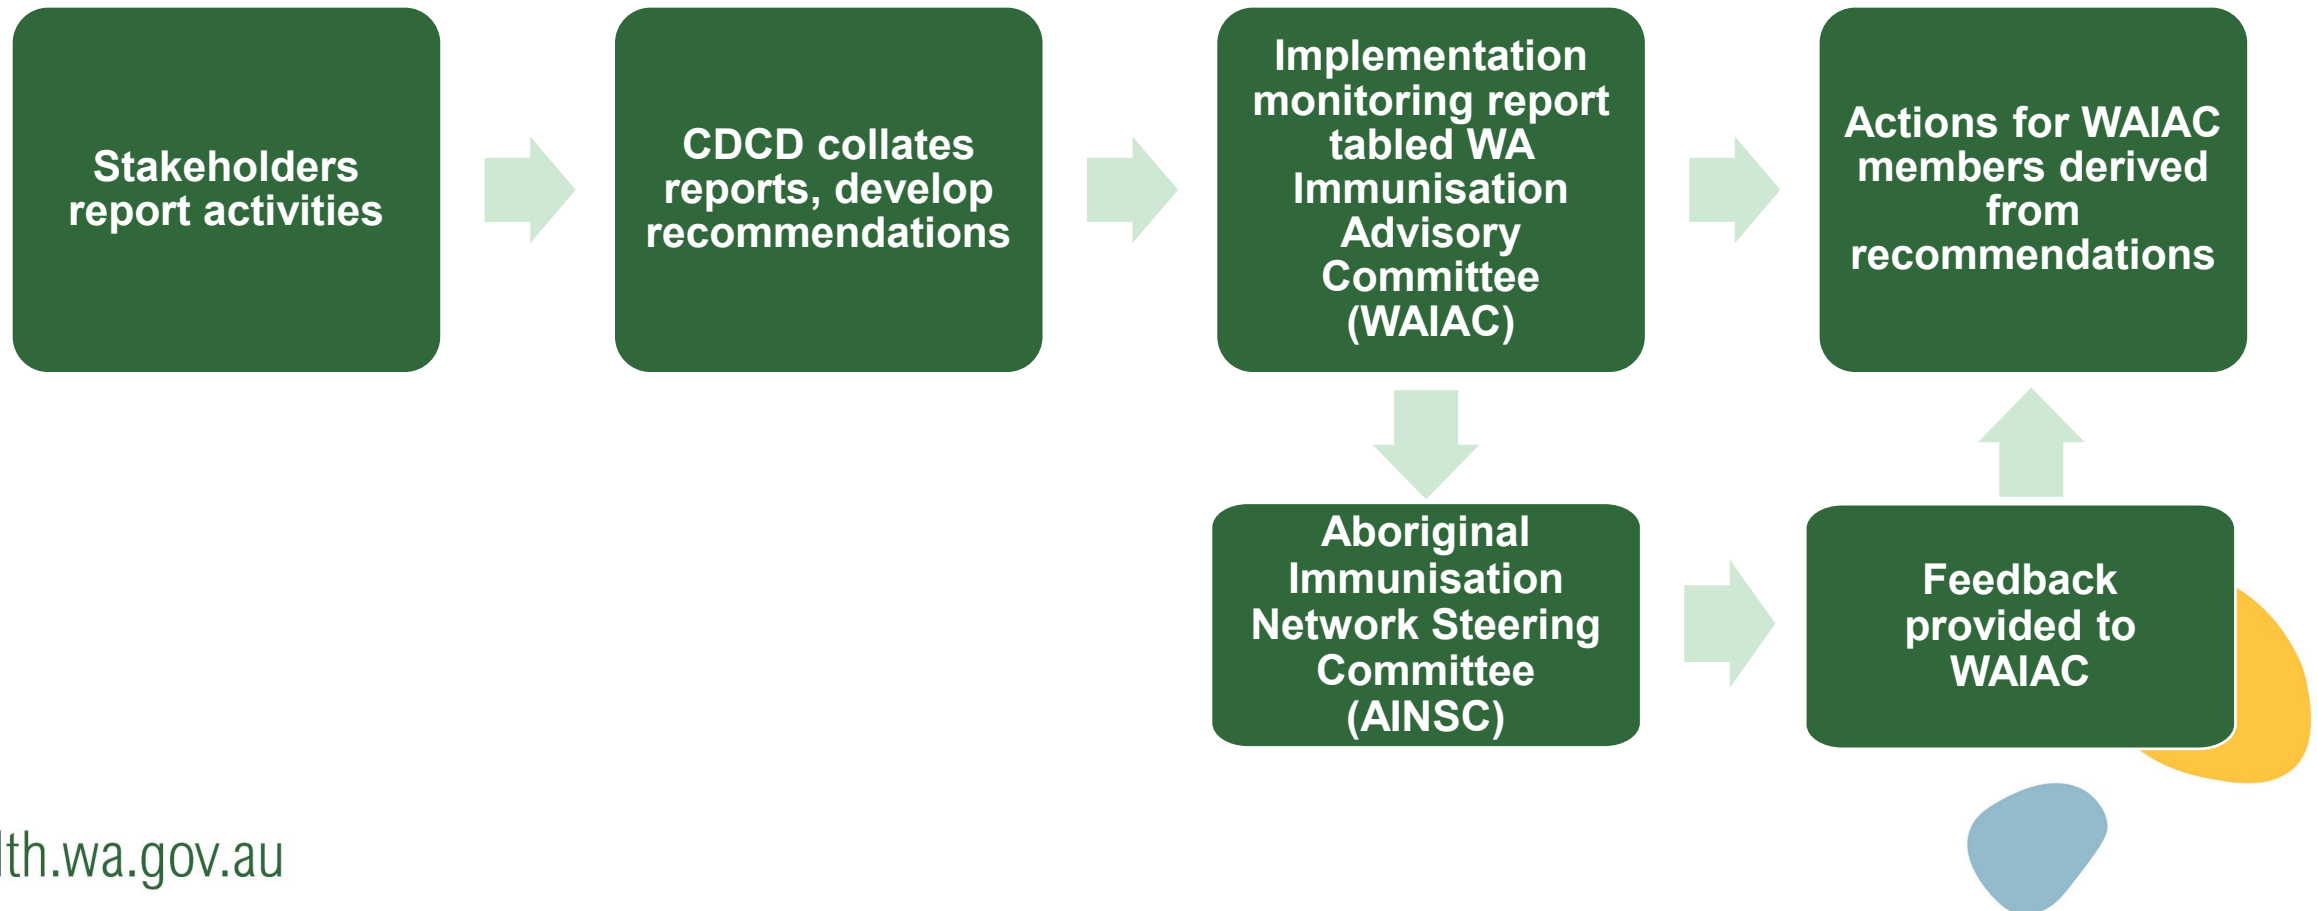 Stakeholders
report activities
CDCD collates
reports, develop
recommendations
Implementation
monitoring report
tabled WA
Immunisation
Advisory
Committee
(WAIAC)
Actions for WAIAC
members derived
from
recommendations
Aboriginal
Immunisation
Network Steering
Committee
(AINSC)
Feedback
provided to
WAIAC
lth.wa.gov.au